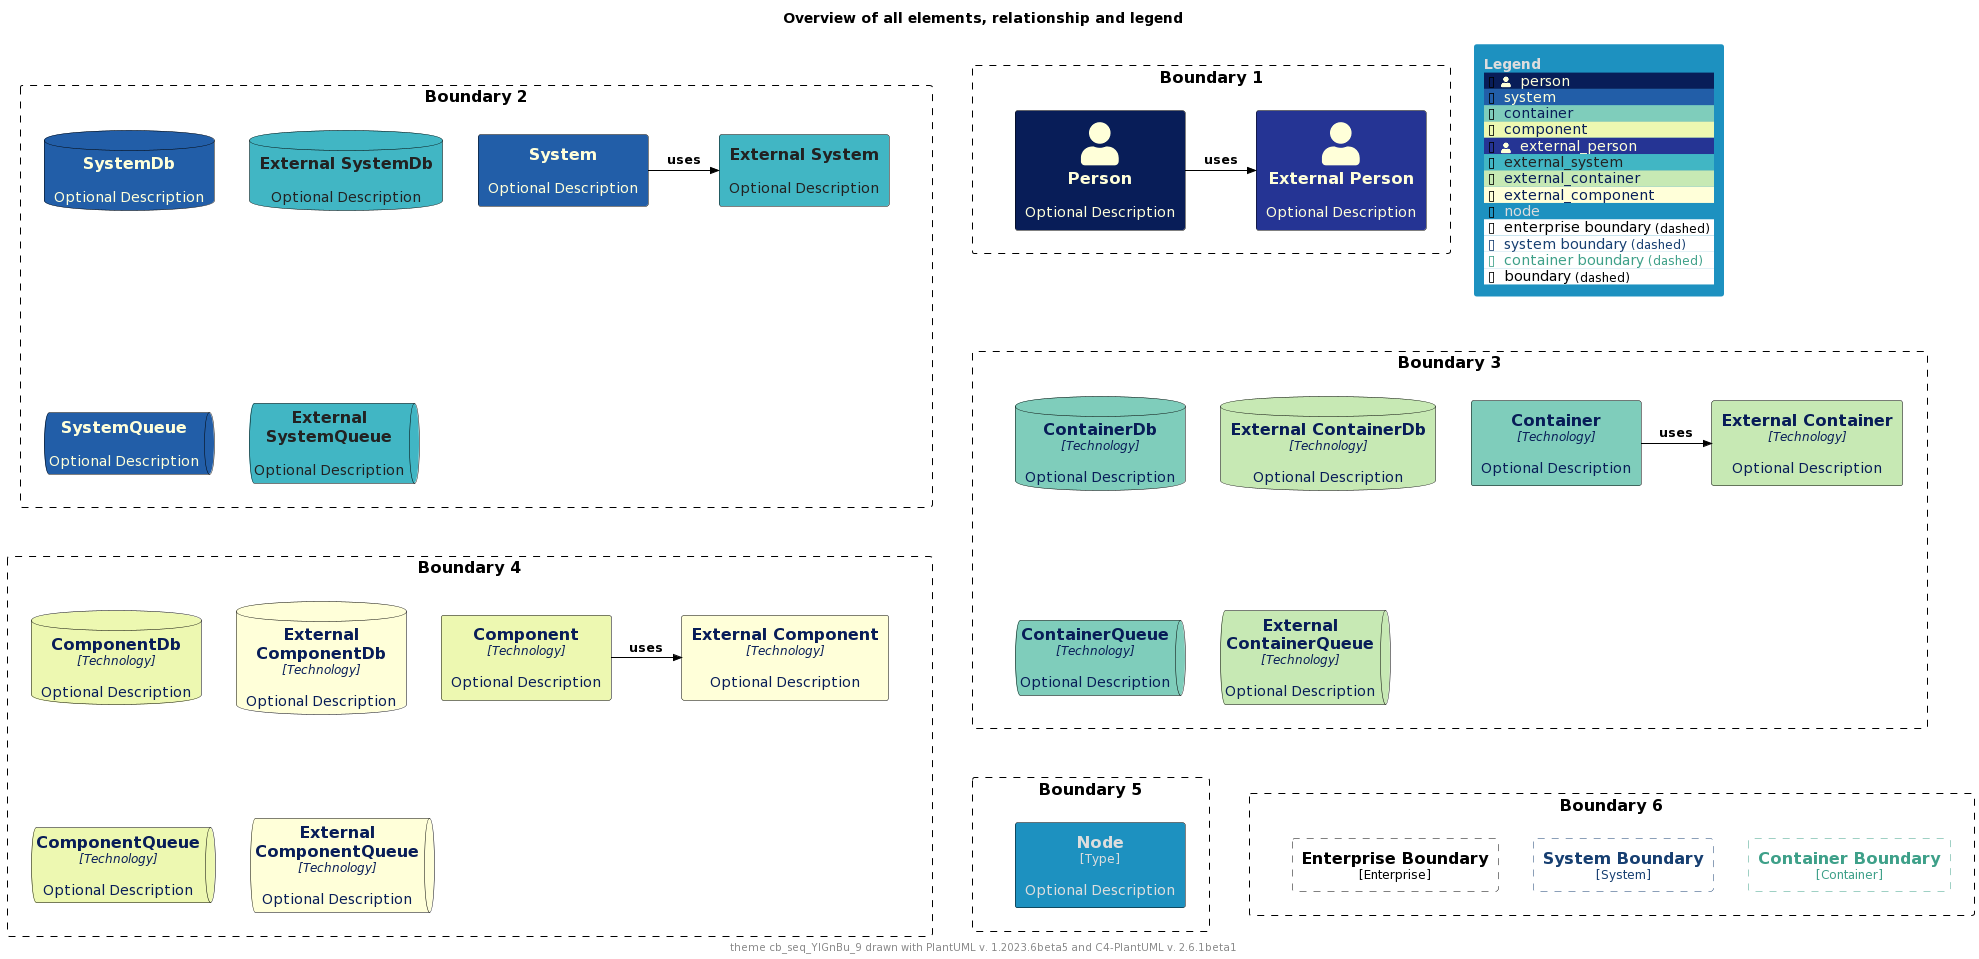 Overview of all elements, relationship and legend
Boundary 2
SystemDb
Optional Description
External SystemDb
Optional Description
System
Optional Description
uses
External System
Optional Description
SystemQueue
Optional Description
External
SystemQueue
Optional Description
Boundary 1
Person
Optional Description
uses
External Person
Optional Description
Legend
person
system
container
component
external_person
external_system
external_container
external_component
node
enterprise boundary (dashed)
system boundary (dashed)
container boundary (dashed)
boundary (dashed)
Boundary 3
ContainerDb
[Technology]
Optional Description
External ContainerDb
[Technology]
Optional Description
Container
[Technology]
Optional Description
uses
External Container
[Technology]
Optional Description
ContainerQueue
[Technology]
Optional Description
External
ContainerQueue
[Technology]
Optional Description
Boundary 4
ComponentDb
[Technology]
Optional Description
External
ComponentDb
[Technology]
Optional Description
Component
[Technology]
Optional Description
uses
External Component
[Technology]
Optional Description
ComponentQueue
[Technology]
Optional Description
External
ComponentQueue
[Technology]
Optional Description
Boundary 5
Node
[Type]
Optional Description
Boundary 6
Enterprise Boundary
[Enterprise]
System Boundary
[System]
Container Boundary
[Container]
theme cb_seq_YlGnBu_9 drawn with PlantUML v. 1.2023.6beta5 and C4-PlantUML v. 2.6.1beta1